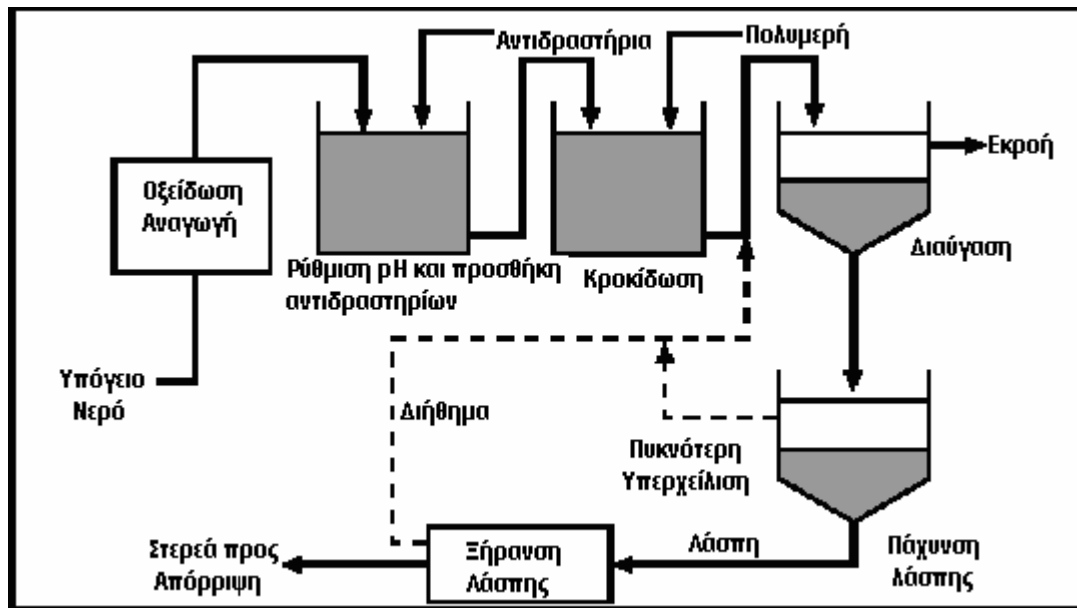 Αντιδραστήρια
Πολυμερή
Οξείδωση
Αναγωγή
Εκροή
Διαύγαση
Ρύθμιση pH και προσθήκη
αντιδραστηρίων
Κροκίδωση
Υπόγειο
Νερό
Διήθημα
Πυκνότερη
Υπερχείλιση
Στερεά προς
Απόρριψη
Ξήρανση
Λάσπης
Λάσπη
Πάχυνση
λάσπης